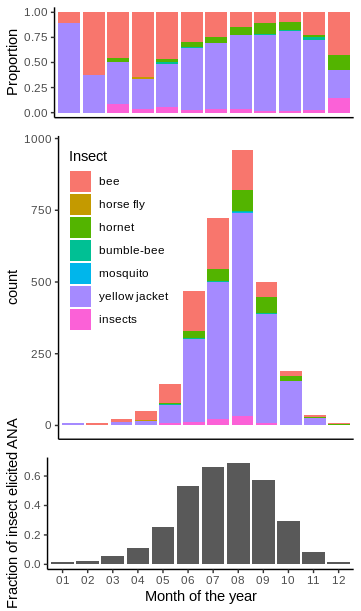 1.00
0.75
0.50
0.25
0.00
Proportion
1000
750
500
250
0
count
Insect
bee
horse fly
hornet
bumble-bee
mosquito
yellow jacket
insects
0.6
0.4
0.2
0.0
Fraction of insect elicited ANA
01 02 03 04 05 06 07 08 09 10 11 12
Month of the year